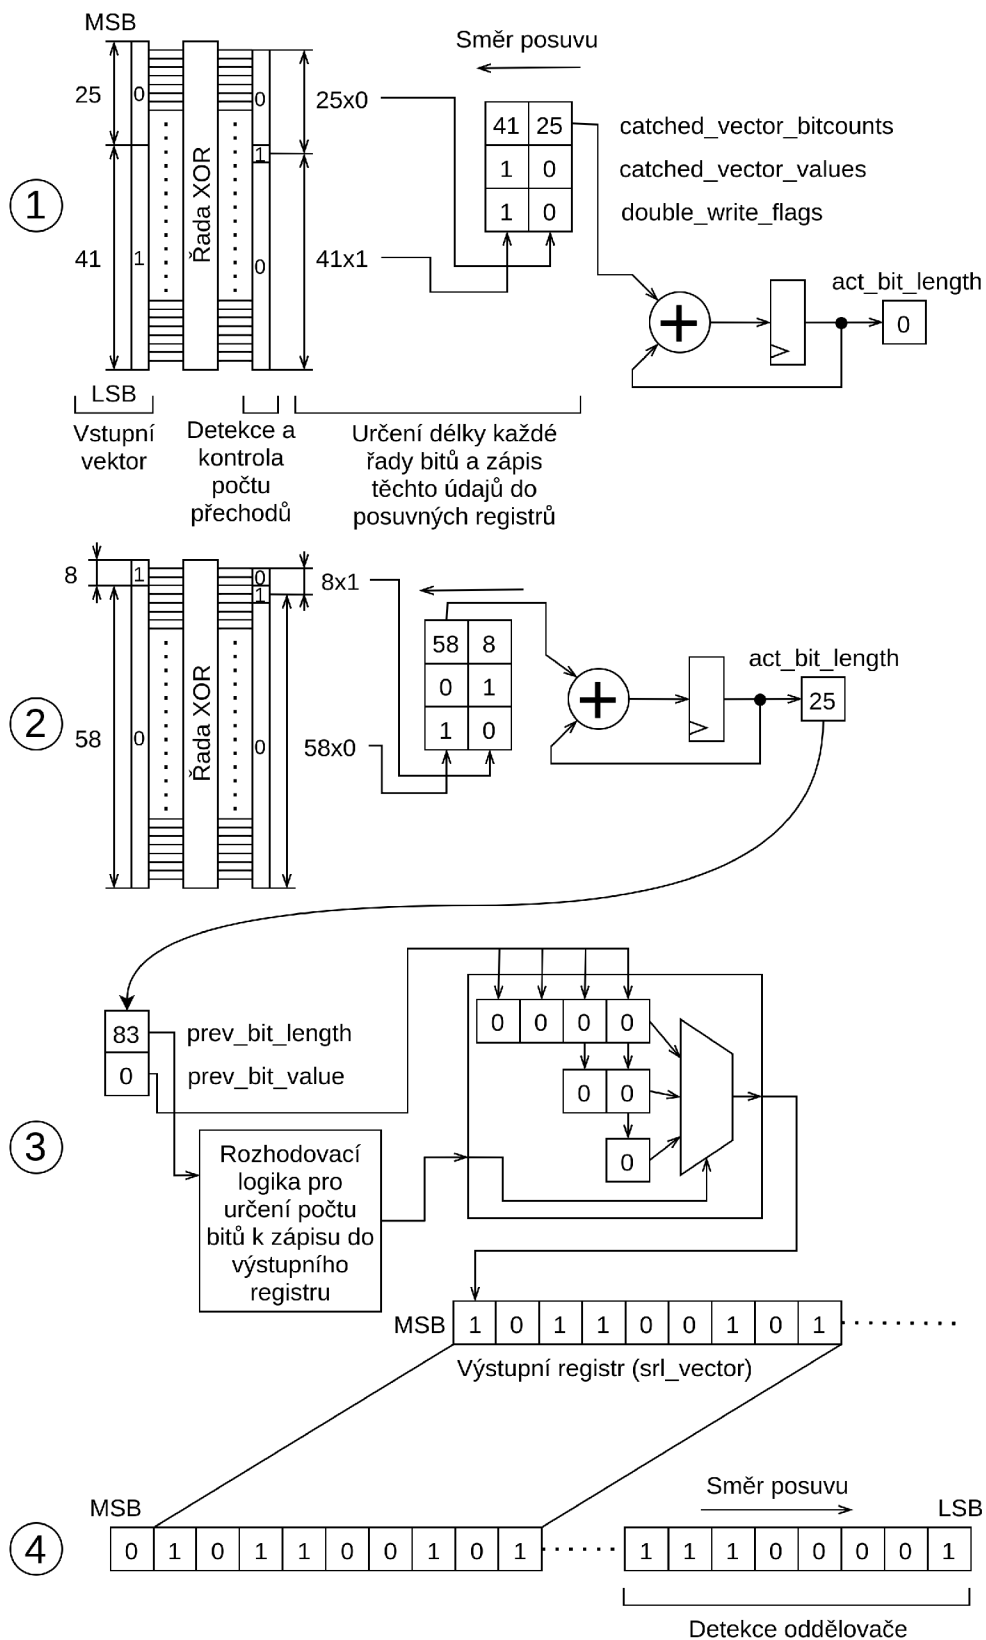 MSB
Směr posuvu
25
0
0
25x0
41 25
catched_vector_bitcounts
1
1 0
catched_vector_values
1
Řada XOR
1 0
double_write_flags
41
1
0
41x1
act_bit_length
+
0
LSB
Vstupní
vektor
Detekce a
kontrola
počtu
přechodů
Určení délky každé
řady bitů a zápis
těchto údajů do
posuvných registrů
8
1
0
1
8x1
58 8
act_bit_length
0 1
+
25
2
Řada XOR
1 0
58
0
0
58x0
83
prev_bit_length
0
prev_bit_value
0 0 0 0
0 0
0
3
Rozhodovací
logika pro
určení počtu
bitů k zápisu do
výstupního
registru
MSB
1 0 1 1 0 0 1 0 1
Výstupní registr (srl_vector)
Směr posuvu
MSB
LSB
4
0 1 0 1 1 0 0 1 0 1
1 1 1 0 0 0 0 1
Detekce oddělovače